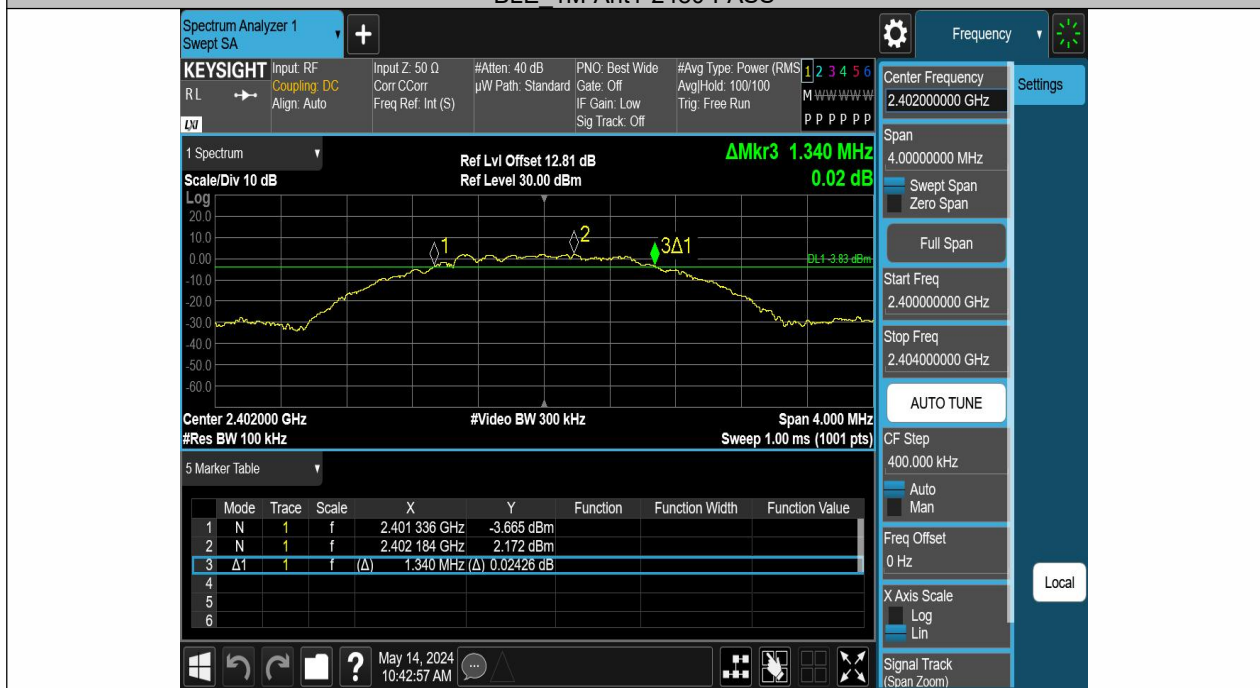 Spectrum Analyzer 1
Swept SA
+
Frequency
KEYSIGHT
RL
LXI
Input: RF
Coupling: DC
Align: Auto
Input Z: 50 Ω
Corr CCorr
Freq Ref: Int (S)
#Atten: 40 dB
µW Path: Standard
PNO: Best Wide
Gate: Off
IF Gain: Low
Sig Track: Off
#Avg Type: Power (RMS
Avg|Hold: 100/100
Trig: Free Run
1 2 3 4 5 6
M W W W W W
P P P P P P
1 Spectrum
Scale/Div 10 dB
Ref Lvl Offset 12.81 dB
Ref Level 30.00 dBm
ΔMkr3 1.340 MHz
0.02 dB
Log
20.0
10.0
0.00
-10.0
-20.0
-30.0
-40.0
-50.0
-60.0
1
2
3Δ1
DL1 -3.83 dBm
Center 2.402000 GHz
#Res BW 100 kHz
#Video BW 300 kHz
Span 4.000 MHz
Sweep 1.00 ms (1001 pts)
5 Marker Table
Mode Trace Scale X Y Function Function Width Function Value
1 N 1 f 2.401 336 GHz -3.665 dBm
2 N 1 f 2.402 184 GHz 2.172 dBm
3 Δ1 1 f (Δ) 1.340 MHz (Δ) 0.02426 dB
4
5
6
?
May 14, 2024
10:42:57 AM
Center Frequency
2.402000000 GHz
Settings
Span
4.00000000 MHz
Swept Span
Zero Span
Full Span
Start Freq
2.400000000 GHz
Stop Freq
2.404000000 GHz
AUTO TUNE
CF Step
400.000 kHz
Auto
Man
Freq Offset
0 Hz
Local
X Axis Scale
Log
Lin
Signal Track
(Span Zoom)